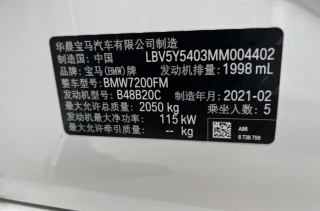 华晨宝马汽车有限公司制造
制造国：中国 LBV5Y5403MM004402
品牌：宝马(BMW)牌 发动机排量：1998 mL
整车型号：BMW7200FM
发动机型号：B48B20C 制造年月：2021-02
最大允许总质量：2050 kg 乘坐人数：5
发动机最大净功率：115 kW
最大允许牵引质量：-- kg
A96
8 738 756